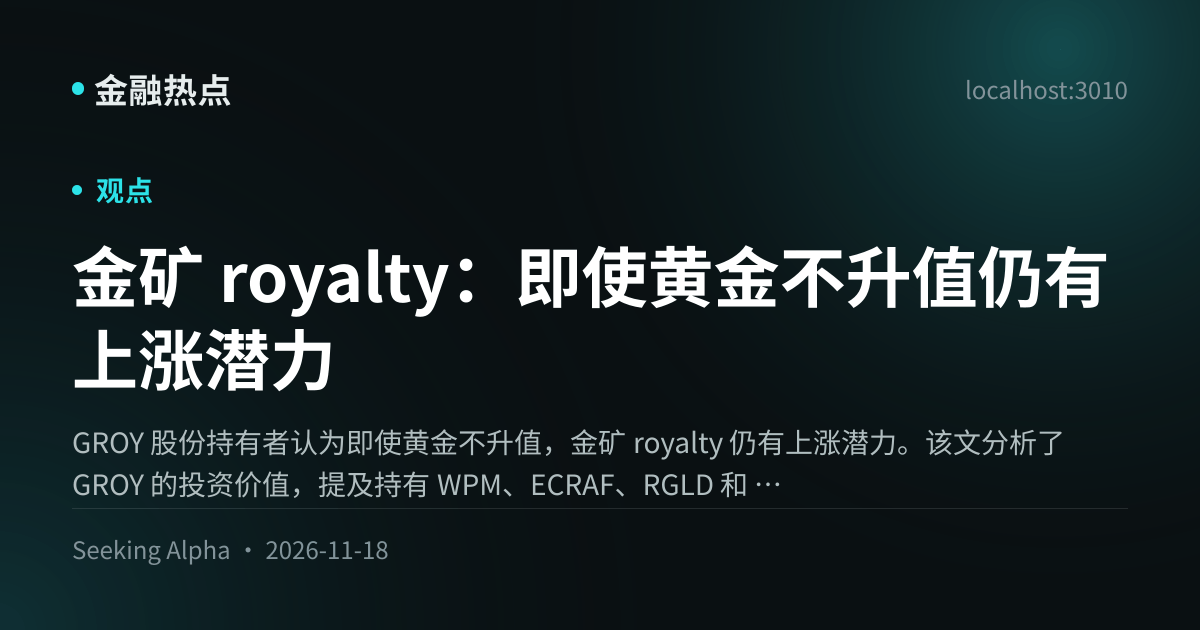 金融热点
localhost:3010
观点
金矿 royalty：即使黄金不升值仍有
上涨潜力
GROY 股份持有者认为即使黄金不升值，金矿 royalty 仍有上涨潜力。该文分析了
GROY 的投资价值，提及持有 WPM、ECRAF、RGLD 和 …
Seeking Alpha · 2026-11-18